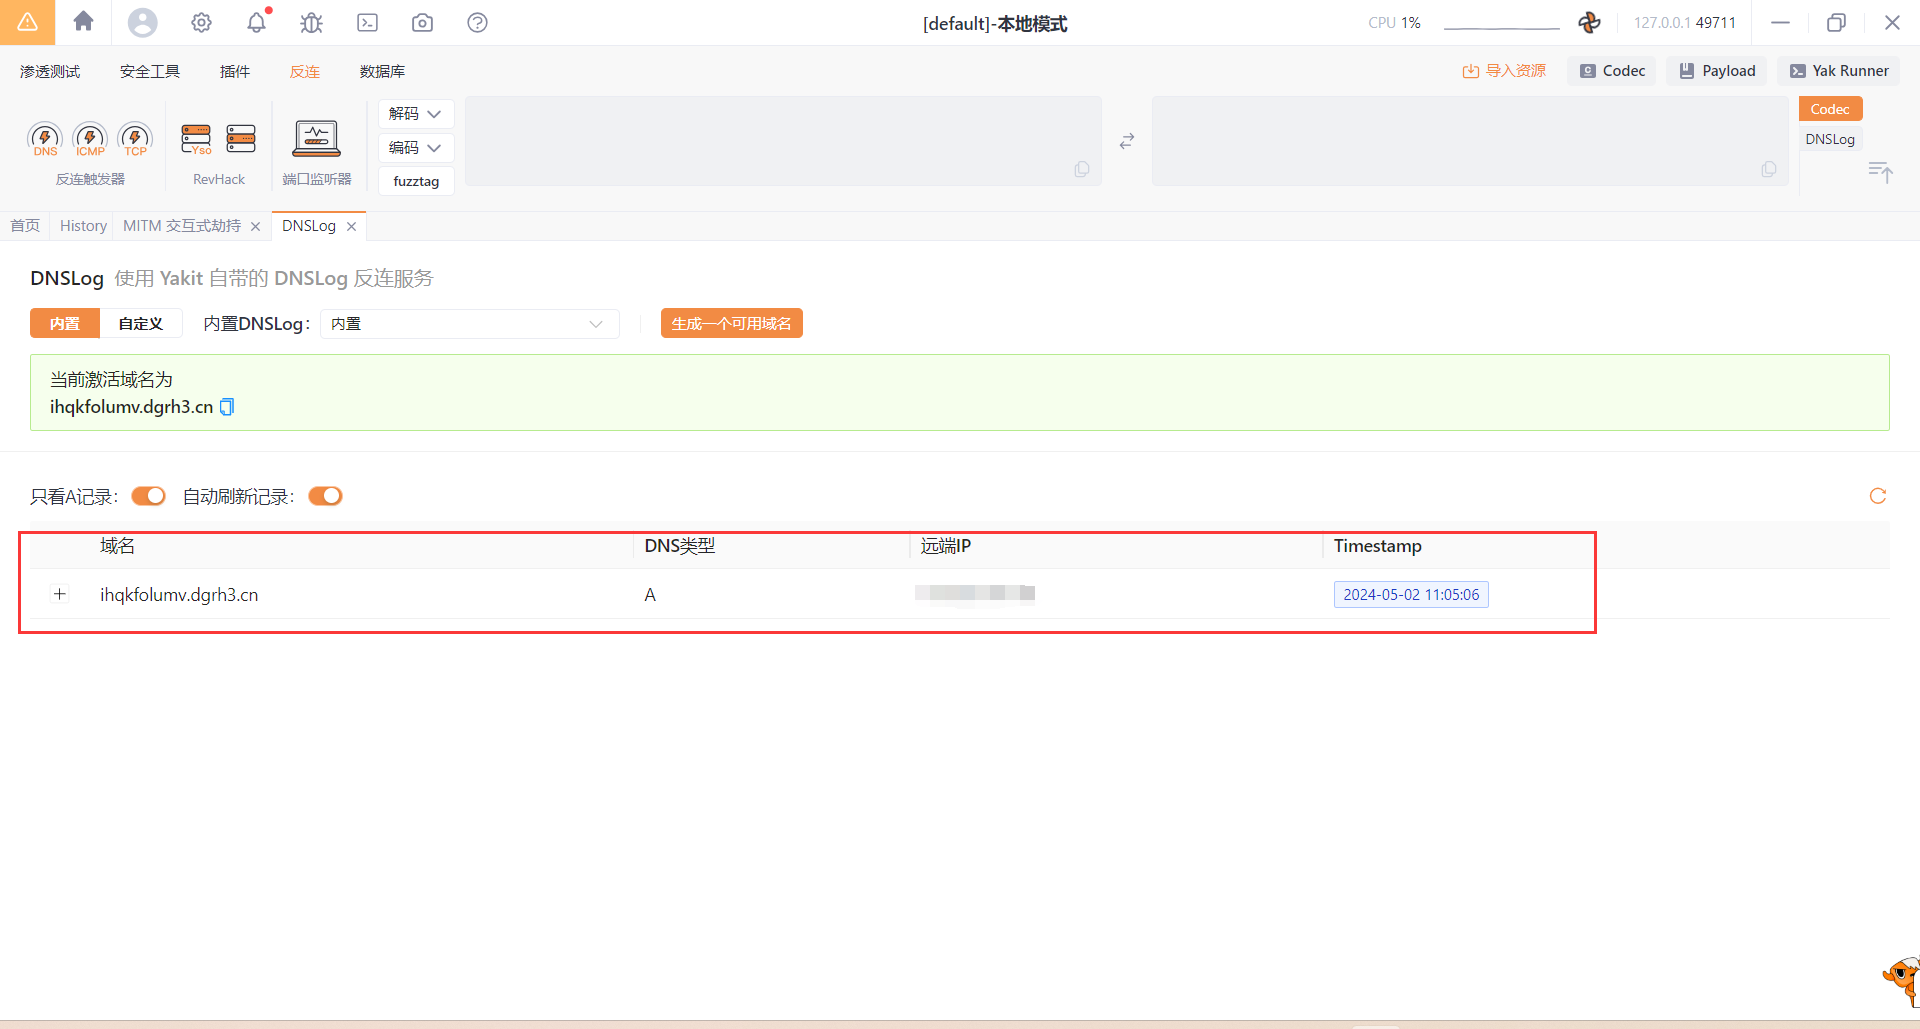 [default]-本地模式
CPU 1%
127.0.0.1 49711
渗透测试 安全工具 插件 反连 数据库
导入资源 Codec Payload Yak Runner
DNS ICMP TCP
反连触发器
Yso
RevHack
端口监听器
解码
编码
fuzztag
Codec
DNSLog
首页 History MITM 交互式劫持 DNSLog
DNSLog 使用 Yakit 自带的 DNSLog 反连服务
内置 自定义 内置DNSLog: 内置 生成一个可用域名
当前激活域名为
ihqkfolumv.dgrh3.cn
只看A记录: 自动刷新记录:
域名 DNS类型 远端IP Timestamp
ihqkfolumv.dgrh3.cn A 2024-05-02 11:05:06